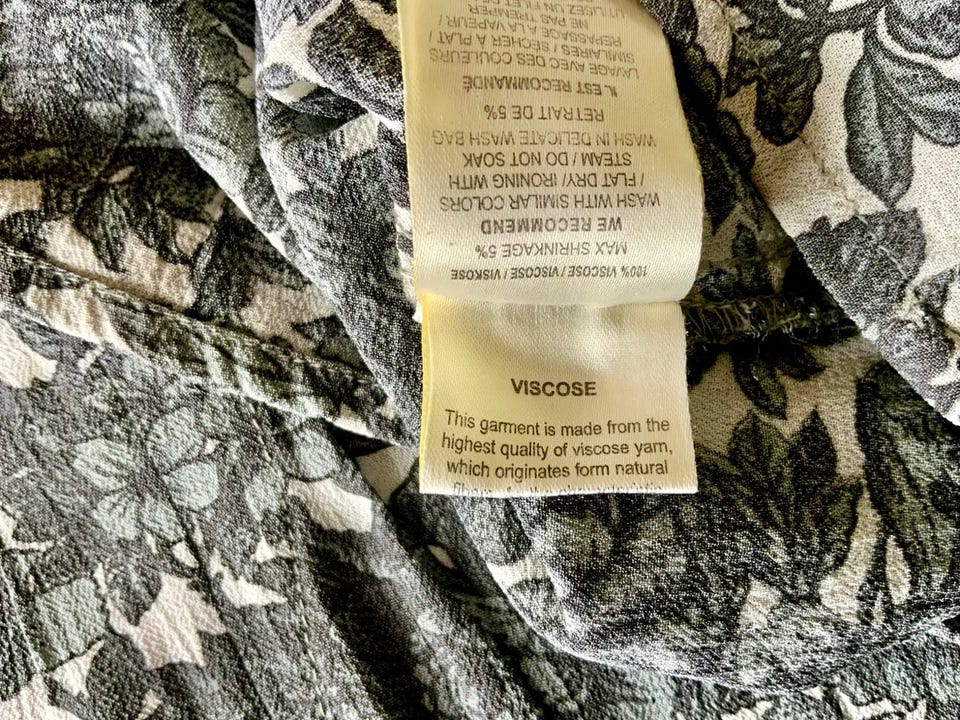 100% VISCOSE / VISCOSE / VISKOSE
MAX SHRINKAGE 5%
WE RECOMMEND
WASH WITH SIMILAR COLORS
/ FLAT DRY/ IRONING WITH
STEAM / DO NOT SOAK
WASH IN DELICATE WASH BAG
RETRAIT DE 5%
IL EST RECOMMANDÉ
LAVAGE AVEC DES COULEURS
SIMILAIRES / SÉCHER À PLAT /
REPASSAGE À LA VAPEUR /
NE PAS TREMPER
UTILISEZ UN FILET
VISCOSE
This garment is made from the
highest quality of viscose yarn,
which originates form natural